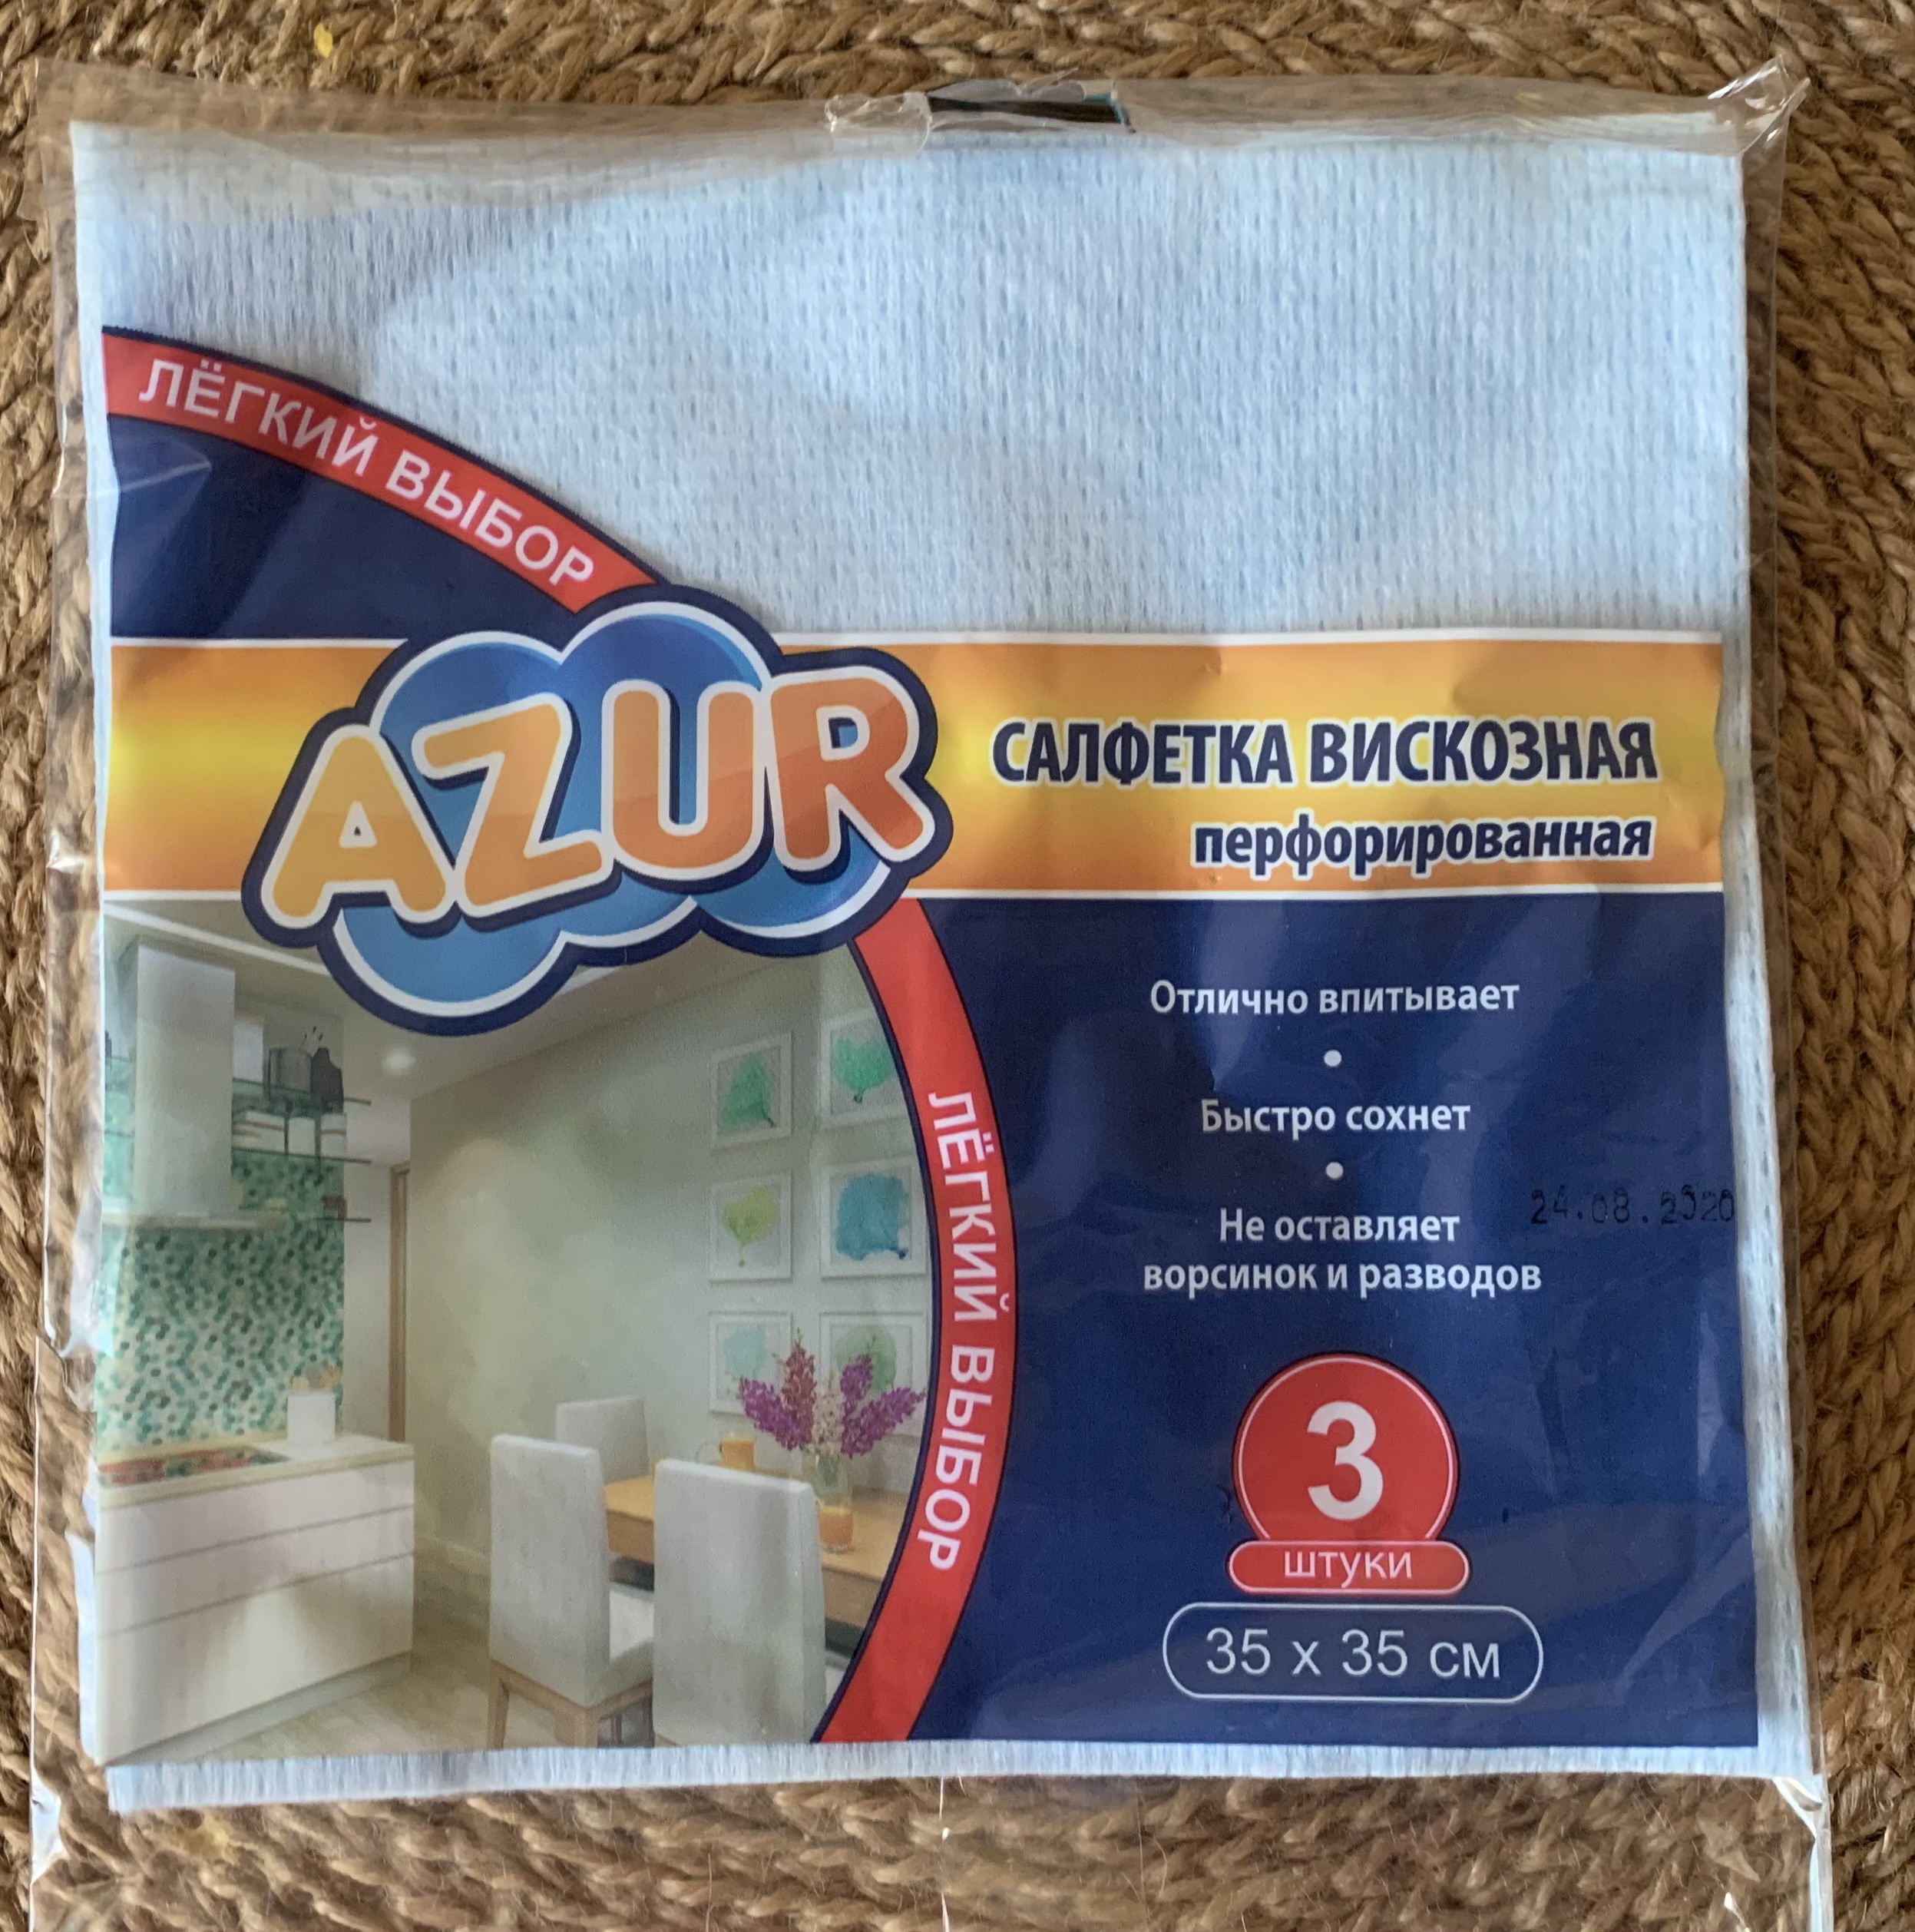 ЛЁГКИЙ ВЫБОР
AZUR
САЛФЕТКА ВИСКОЗНАЯ
перфорированная
Отлично впитывает
•
Быстро сохнет
•
Не оставляет
ворсинок и разводов
24.08.2020
ЛЁГКИЙ ВЫБОР
3
штуки
35 x 35 см